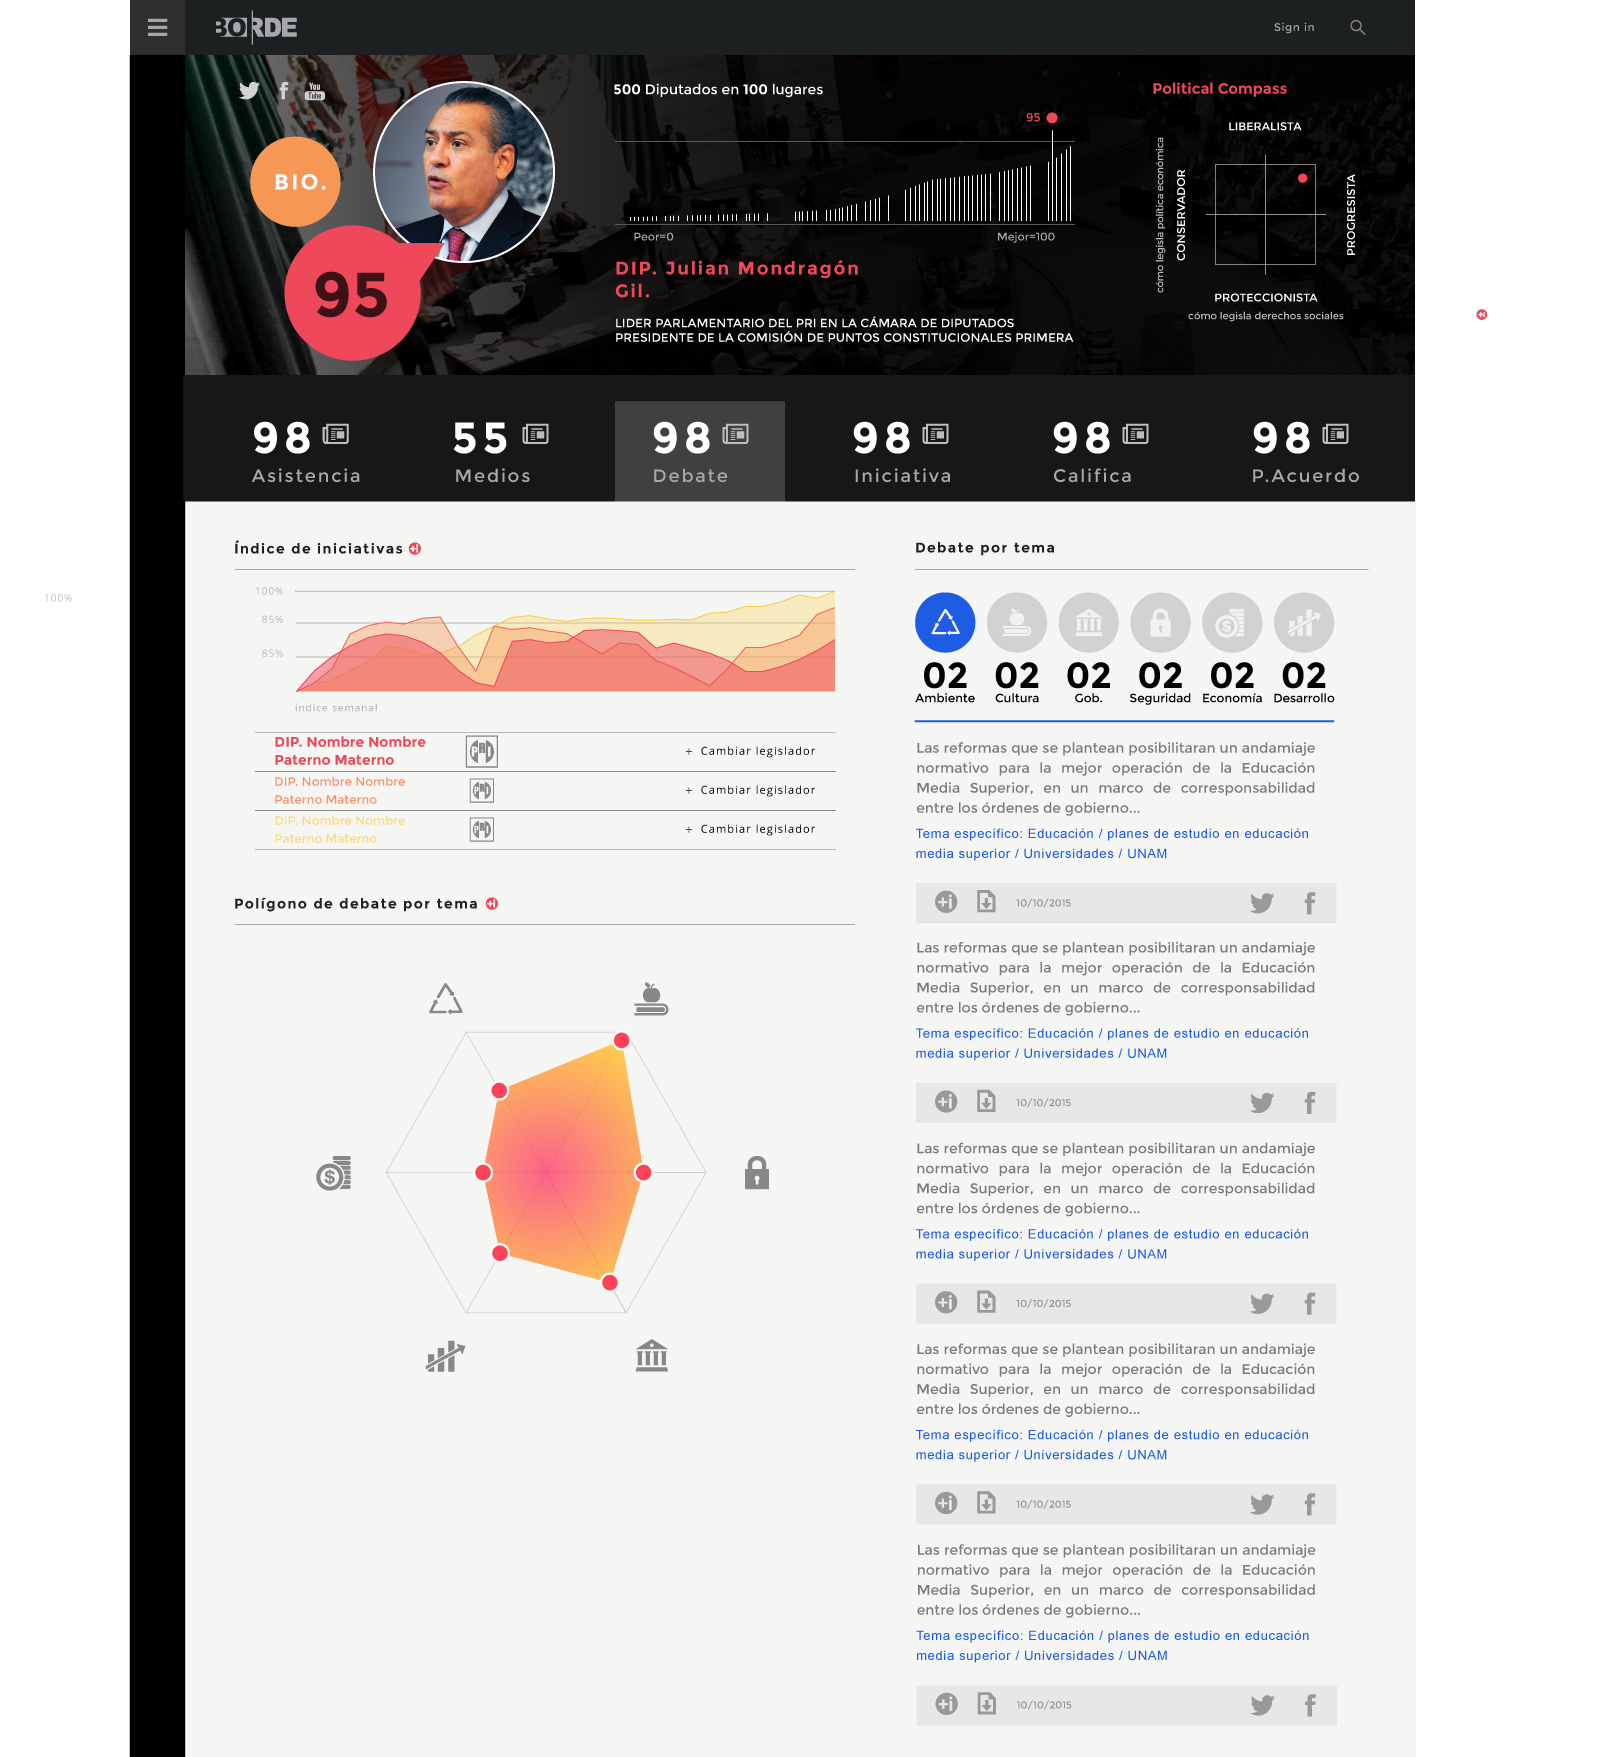 BORDE
Sign in
You
Tube
500 Diputados en 100 lugares
95
Peor=0
Mejor=100
Political Compass
LIBERALISTA
cómo legisla política económica
CONSERVADOR
PROGRESISTA
PROTECCIONISTA
cómo legisla derechos sociales
BIO.
95
DIP. Julian Mondragón
Gil.
LIDER PARLAMENTARIO DEL PRI EN LA CÁMARA DE DIPUTADOS
PRESIDENTE DE LA COMISIÓN DE PUNTOS CONSTITUCIONALES PRIMERA
+i
98
Asistencia
55
Medios
98
Debate
98
Iniciativa
98
Califica
98
P.Acuerdo
Índice de iniciativas +i
100%
100%
85%
85%
índice semanal
DIP. Nombre Nombre
Paterno Materno
PRI
+ Cambiar legislador
DIP. Nombre Nombre
Paterno Materno
PRI
+ Cambiar legislador
DIP. Nombre Nombre
Paterno Materno
PRI
+ Cambiar legislador
Polígono de debate por tema +i
$
Debate por tema
$
02 02 02 02 02 02
Ambiente Cultura Gob. Seguridad Economía Desarrollo
Las reformas que se plantean posibilitaran un andamiaje
normativo para la mejor operación de la Educación
Media Superior, en un marco de corresponsabilidad
entre los órdenes de gobierno...
Tema específico: Educación / planes de estudio en educación
media superior / Universidades / UNAM
+i 10/10/2015
Las reformas que se plantean posibilitaran un andamiaje
normativo para la mejor operación de la Educación
Media Superior, en un marco de corresponsabilidad
entre los órdenes de gobierno...
Tema específico: Educación / planes de estudio en educación
media superior / Universidades / UNAM
+i 10/10/2015
Las reformas que se plantean posibilitaran un andamiaje
normativo para la mejor operación de la Educación
Media Superior, en un marco de corresponsabilidad
entre los órdenes de gobierno...
Tema específico: Educación / planes de estudio en educación
media superior / Universidades / UNAM
+i 10/10/2015
Las reformas que se plantean posibilitaran un andamiaje
normativo para la mejor operación de la Educación
Media Superior, en un marco de corresponsabilidad
entre los órdenes de gobierno...
Tema específico: Educación / planes de estudio en educación
media superior / Universidades / UNAM
+i 10/10/2015
Las reformas que se plantean posibilitaran un andamiaje
normativo para la mejor operación de la Educación
Media Superior, en un marco de corresponsabilidad
entre los órdenes de gobierno...
Tema específico: Educación / planes de estudio en educación
media superior / Universidades / UNAM
+i 10/10/2015